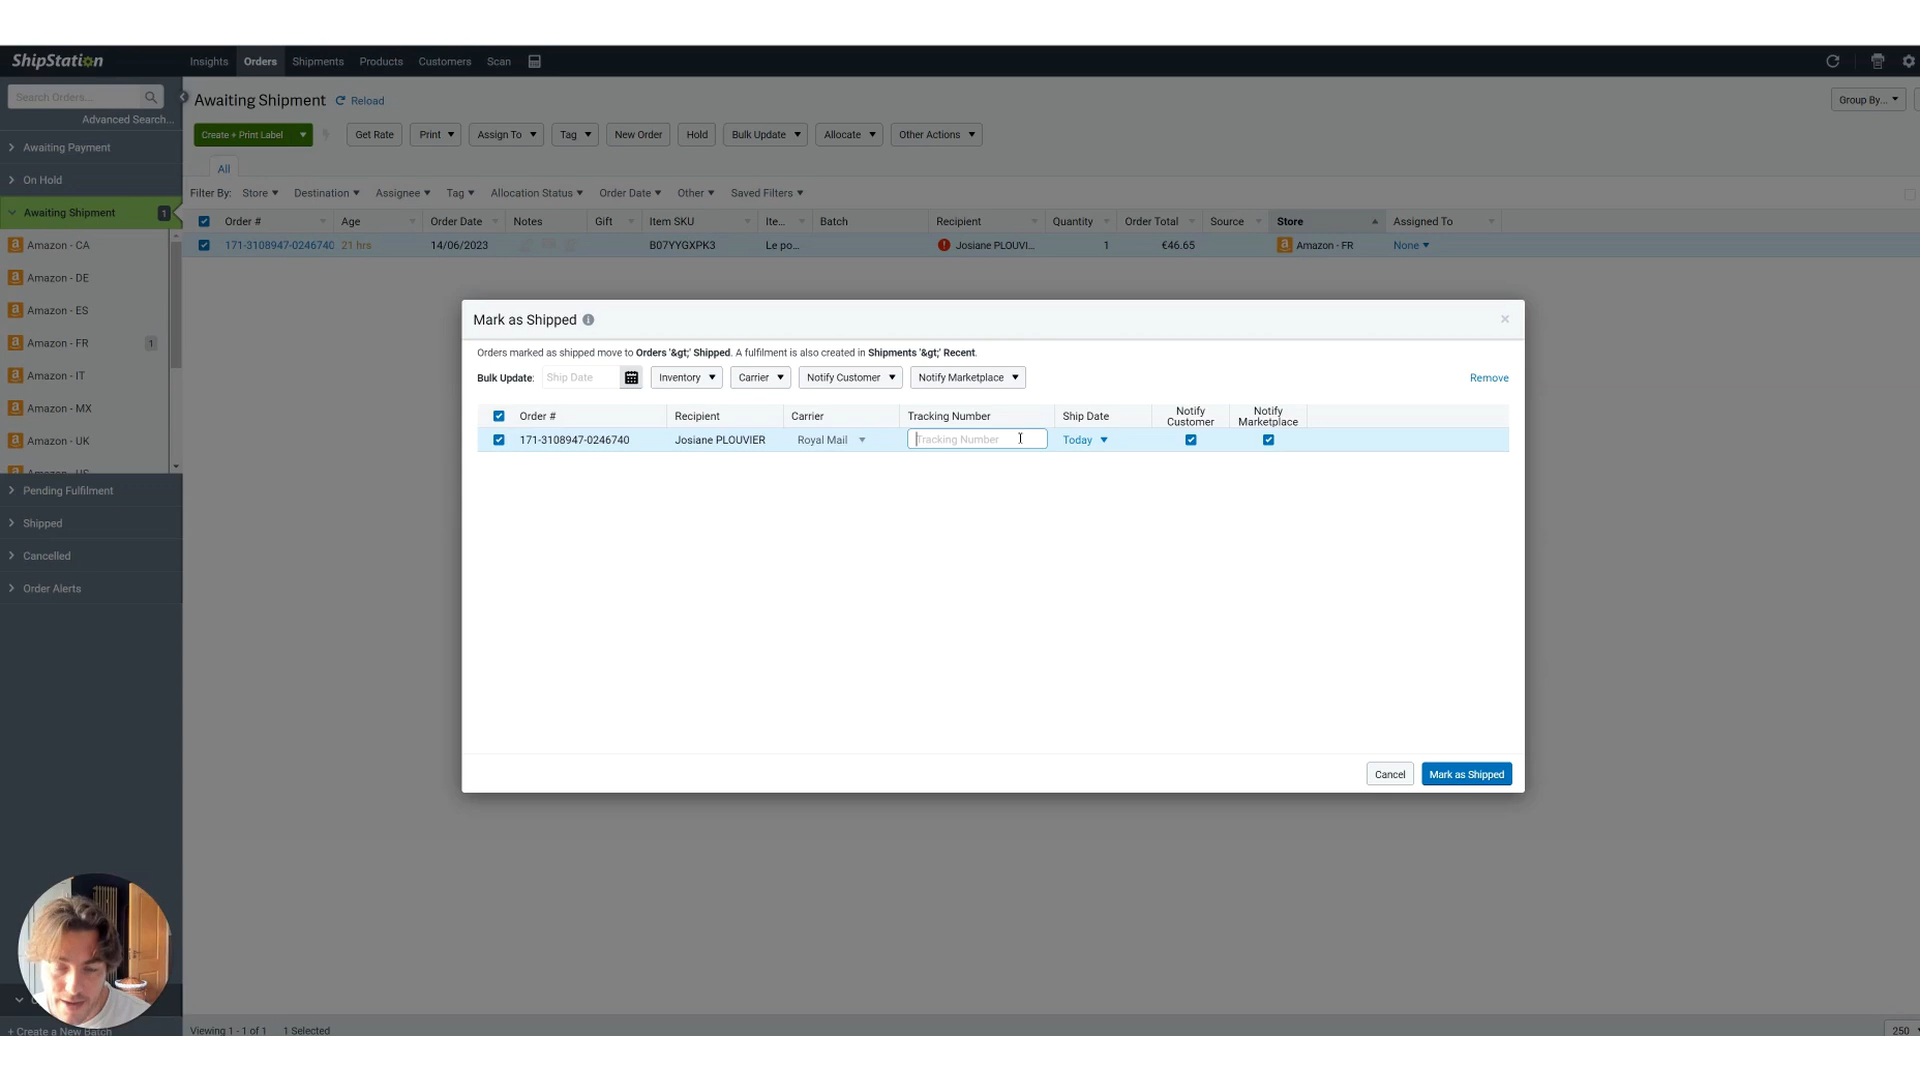 ShipStation
Insights Orders Shipments Products Customers Scan
Search Orders...
Advanced Search...
Awaiting Payment
On Hold
Awaiting Shipment 1
Amazon - CA
Amazon - DE
Amazon - ES
Amazon - FR 1
Amazon - IT
Amazon - MX
Amazon - UK
Pending Fulfilment
Shipped
Cancelled
Order Alerts
+ Create a New Batch
Awaiting Shipment Reload
Group By...
Create + Print Label Get Rate Print Assign To Tag New Order Hold Bulk Update Allocate Other Actions
All
Filter By: Store Destination Assignee Tag Allocation Status Order Date Other Saved Filters
Order # Age Order Date Notes Gift Item SKU Ite... Batch Recipient Quantity Order Total Source Store Assigned To
171-3108947-0246740 21 hrs 14/06/2023 B07YYGXPK3 Le po... Josiane PLOUVI... 1 €46.65 Amazon - FR None
Mark as Shipped
Orders marked as shipped move to Orders '&gt;' Shipped. A fulfilment is also created in Shipments '&gt;' Recent.
Bulk Update: Ship Date Inventory Carrier Notify Customer Notify Marketplace Remove
Order # Recipient Carrier Tracking Number Ship Date Notify Customer Notify Marketplace
171-3108947-0246740 Josiane PLOUVIER Royal Mail Tracking Number Today
Cancel Mark as Shipped
Viewing 1 - 1 of 1 1 Selected
250